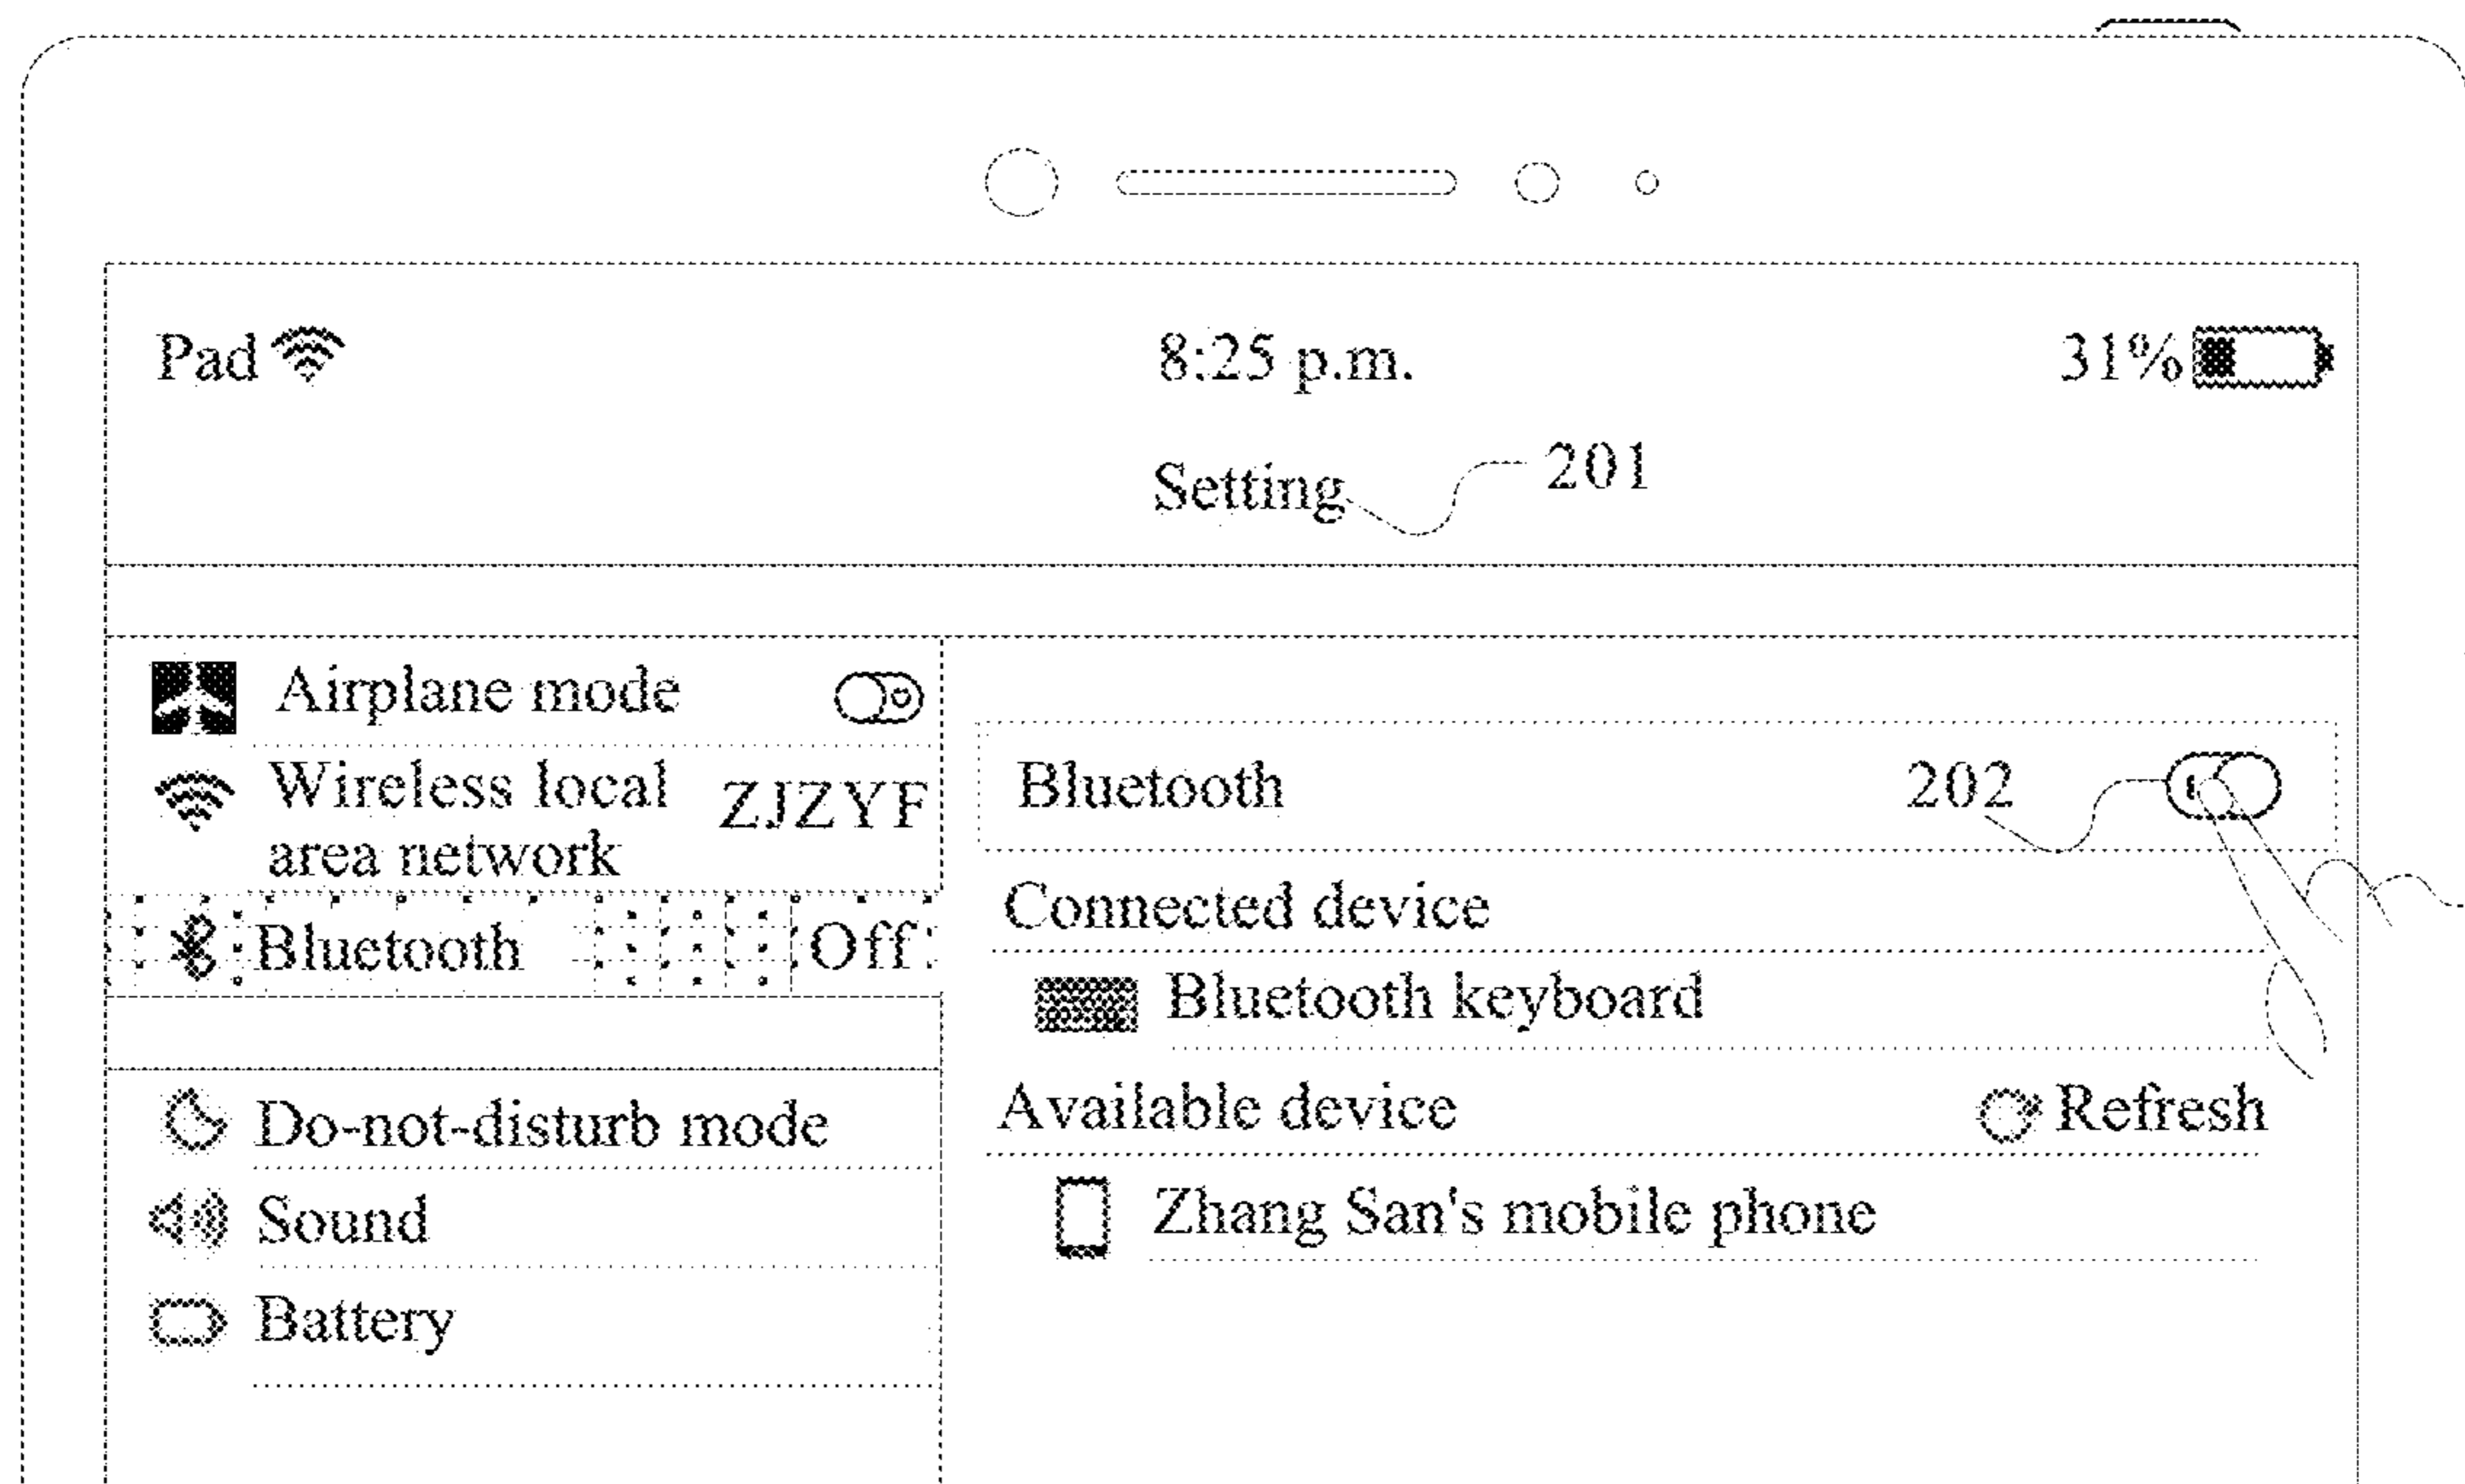 Pad 8:25 p.m. 31%
Setting 201
Airplane mode
Wireless local
area network
ZJZYF
Bluetooth Off
Do-not-disturb mode
Sound
Battery
Bluetooth 202
Connected device
Bluetooth keyboard
Available device Refresh
Zhang San's mobile phone